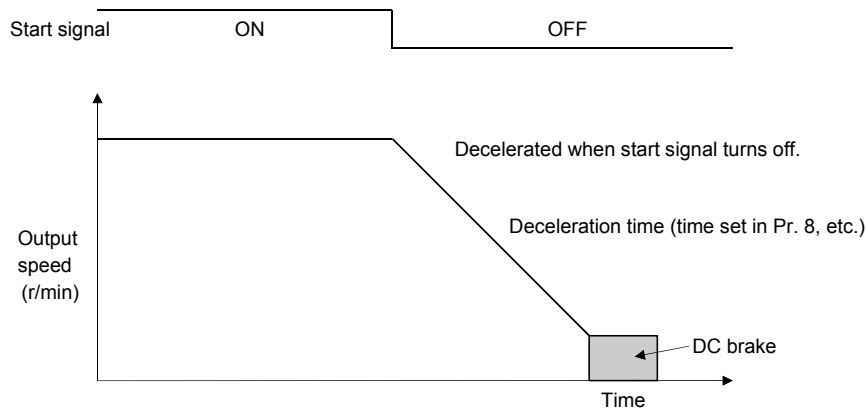 Start signal
ON
OFF
Decelerated when start signal turns off.
Deceleration time (time set in Pr. 8, etc.)
Output
speed
(r/min)
DC brake
Time